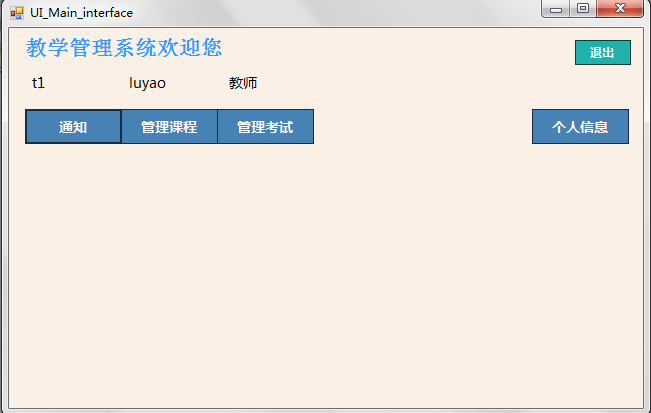 UI_Main_interface
教学管理系统欢迎您
退出
t1 luyao 教师
通知 管理课程 管理考试 个人信息